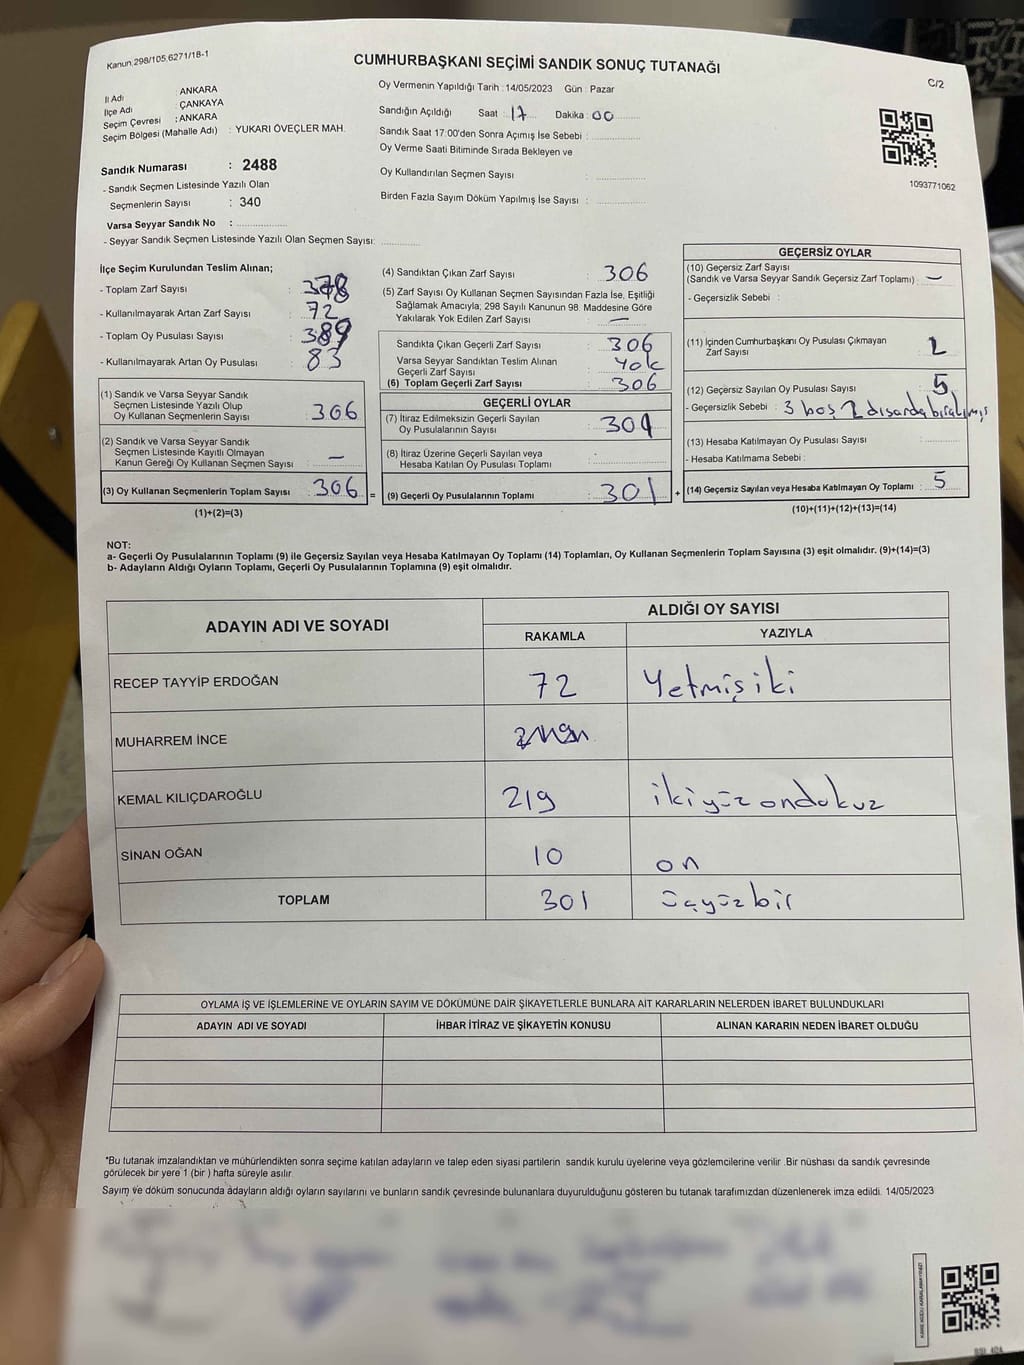 Kanun 298/105.6271/1B-1
CUMHURBAŞKANI SEÇİMİ SANDIK SONUÇ TUTANAĞI
C/2
İl Adı : ANKARA
İlçe Adı : ÇANKAYA
Seçim Çevresi : ANKARA
Seçim Bölgesi (Mahalle Adı) : YUKARI ÖVEÇLER MAH.
Oy Vermenin Yapıldığı Tarih : 14/05/2023 Gün : Pazar
Sandığın Açıldığı Saat : 17 Dakika : 00
Sandık Saat 17:00'den Sonra Açımış İse Sebebi :
Oy Verme Saati Bitiminde Sırada Bekleyen ve
Oy Kullandırılan Seçmen Sayısı :
Birden Fazla Sayım Döküm Yapılmış İse Sayısı :
1093771062
Sandık Numarası : 2488
- Sandık Seçmen Listesinde Yazılı Olan
Seçmenlerin Sayısı : 340
Varsa Seyyar Sandık No :
- Seyyar Sandık Seçmen Listesinde Yazılı Olan Seçmen Sayısı:
İlçe Seçim Kurulundan Teslim Alınan;
- Toplam Zarf Sayısı : 378
- Kullanılmayarak Artan Zarf Sayısı : 72
- Toplam Oy Pusulası Sayısı : 389
- Kullanılmayarak Artan Oy Pusulası : 83
(1) Sandık ve Varsa Seyyar Sandık
Seçmen Listesinde Yazılı Olup
Oy Kullanan Seçmenlerin Sayısı : 306
(2) Sandık ve Varsa Seyyar Sandık
Seçmen Listesinde Kayıtlı Olmayan
Kanun Gereği Oy Kullanan Seçmen Sayısı : -
(3) Oy Kullanan Seçmenlerin Toplam Sayısı : 306 =
(1)+(2)=(3)
(4) Sandıktan Çıkan Zarf Sayısı : 306
(5) Zarf Sayısı Oy Kullanan Seçmen Sayısından Fazla İse, Eşitliği
Sağlamak Amacıyla; 298 Sayılı Kanunun 98. Maddesine Göre
Yakılarak Yok Edilen Zarf Sayısı : -
Sandıkta Çıkan Geçerli Zarf Sayısı : 306
Varsa Seyyar Sandıktan Teslim Alınan
Geçerli Zarf Sayısı : Yok
(6) Toplam Geçerli Zarf Sayısı : 306
GEÇERLİ OYLAR
(7) İtiraz Edilmeksizin Geçerli Sayılan
Oy Pusulalarının Sayısı : 301
(8) İtiraz Üzerine Geçerli Sayılan veya
Hesaba Katılan Oy Pusulası Toplamı :
(9) Geçerli Oy Pusulalarının Toplamı : 301 +
GEÇERSİZ OYLAR
(10) Geçersiz Zarf Sayısı
(Sandık ve Varsa Seyyar Sandık Geçersiz Zarf Toplamı) : -
- Geçersizlik Sebebi :
(11) İçinden Cumhurbaşkanı Oy Pusulası Çıkmayan
Zarf Sayısı :
(12) Geçersiz Sayılan Oy Pusulası Sayısı : 5
- Geçersizlik Sebebi : 3 boş 2 dısarda bıralımış
(13) Hesaba Katılmayan Oy Pusulası Sayısı :
- Hesaba Katılmama Sebebi :
(14) Geçersiz Sayılan veya Hesaba Katılmayan Oy Toplamı : 5
(10)+(11)+(12)+(13)=(14)
NOT:
a- Geçerli Oy Pusulalarının Toplamı (9) ile Geçersiz Sayılan veya Hesaba Katılmayan Oy Toplamı (14) Toplamları, Oy Kullanan Seçmenlerin Toplam Sayısına (3) eşit olmalıdır. (9)+(14)=(3)
b- Adayların Aldığı Oyların Toplamı, Geçerli Oy Pusulalarının Toplamına (9) eşit olmalıdır.
ADAYIN ADI VE SOYADI
ALDIĞI OY SAYISI
RAKAMLA YAZIYLA
RECEP TAYYİP ERDOĞAN 72 Yetmiş iki
MUHARREM İNCE
KEMAL KILIÇDAROĞLU 219 ikiyüz ondokuz
SİNAN OĞAN 10 on
TOPLAM 301 üçyüz bir
OYLAMA İŞ VE İŞLEMLERİNE VE OYLARIN SAYIM VE DÖKÜMÜNE DAİR ŞİKAYETLERLE BUNLARA AİT KARARLARIN NELERDEN İBARET BULUNDUKLARI
ADAYIN ADI VE SOYADI İHBAR İTİRAZ VE ŞİKAYETİN KONUSU ALINAN KARARIN NEDEN İBARET OLDUĞU
*Bu tutanak imzalandıktan ve mühürlendikten sonra seçime katılan adayların ve talep eden siyasi partilerin sandık kurulu üyelerine veya gözlemcilerine verilir .Bir nüshası da sandık çevresinde
görülecek bir yere 1 (bir ) hafta süreyle asılır.
Sayım ve döküm sonucunda adayların aldığı oyların sayılarını ve bunların sandık çevresinde bulunanlara duyurulduğunu gösteren bu tutanak tarafımızdan düzenlenerek imza edildi. 14/05/2023
KARE KODU KARALAMAYINIZ!